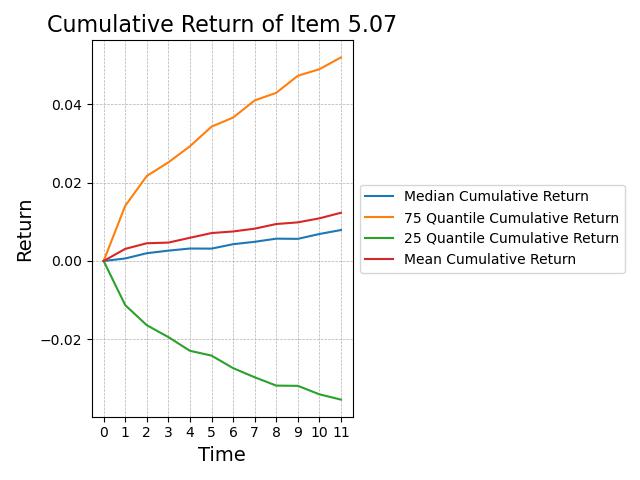 Cumulative Return of Item 5.07
Return
0.04
0.02
0.00
−0.02
0 1 2 3 4 5 6 7 8 9 10 11
Time
Median Cumulative Return
75 Quantile Cumulative Return
25 Quantile Cumulative Return
Mean Cumulative Return